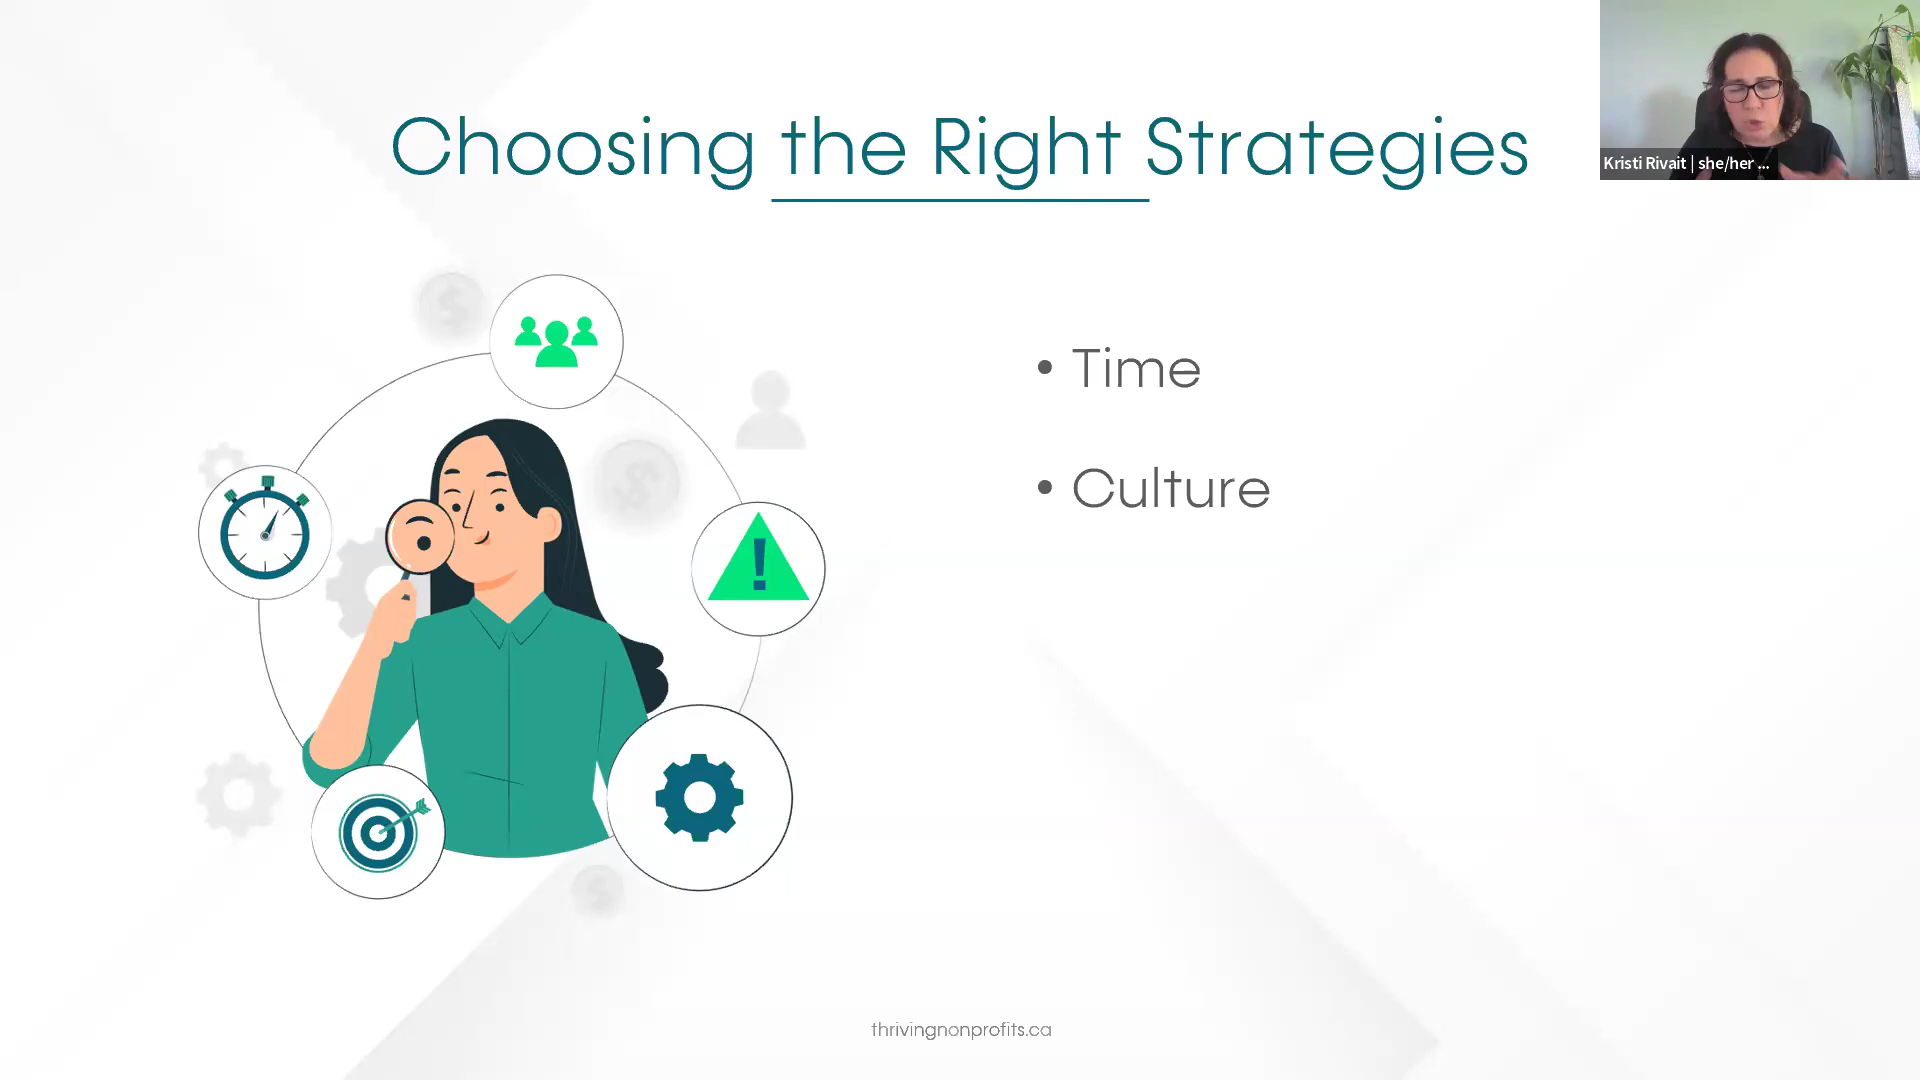 Choosing the Right Strategies
Kristi Rivait | she/her ...
• Time
• Culture
thrivingnonprofits.ca